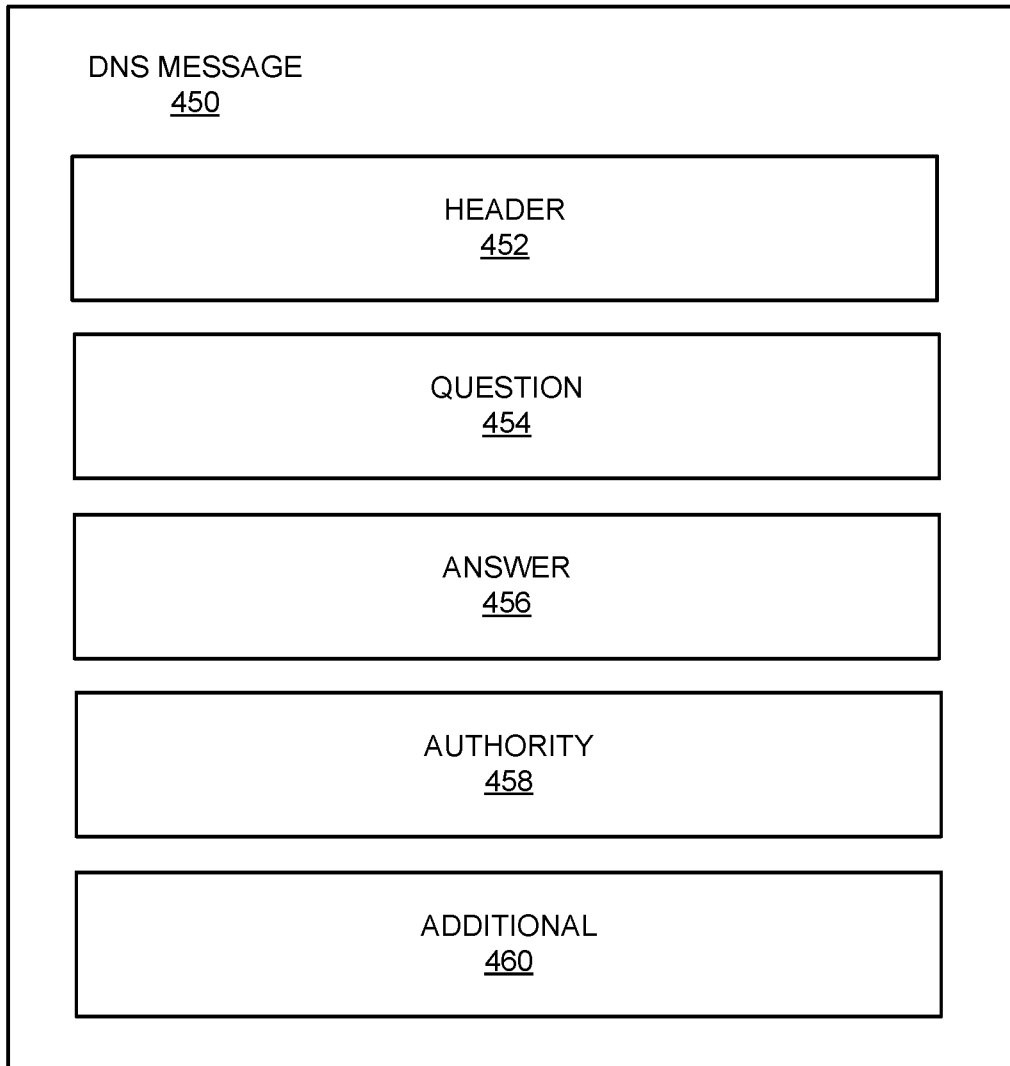 DNS MESSAGE
450
HEADER
452
QUESTION
454
ANSWER
456
AUTHORITY
458
ADDITIONAL
460